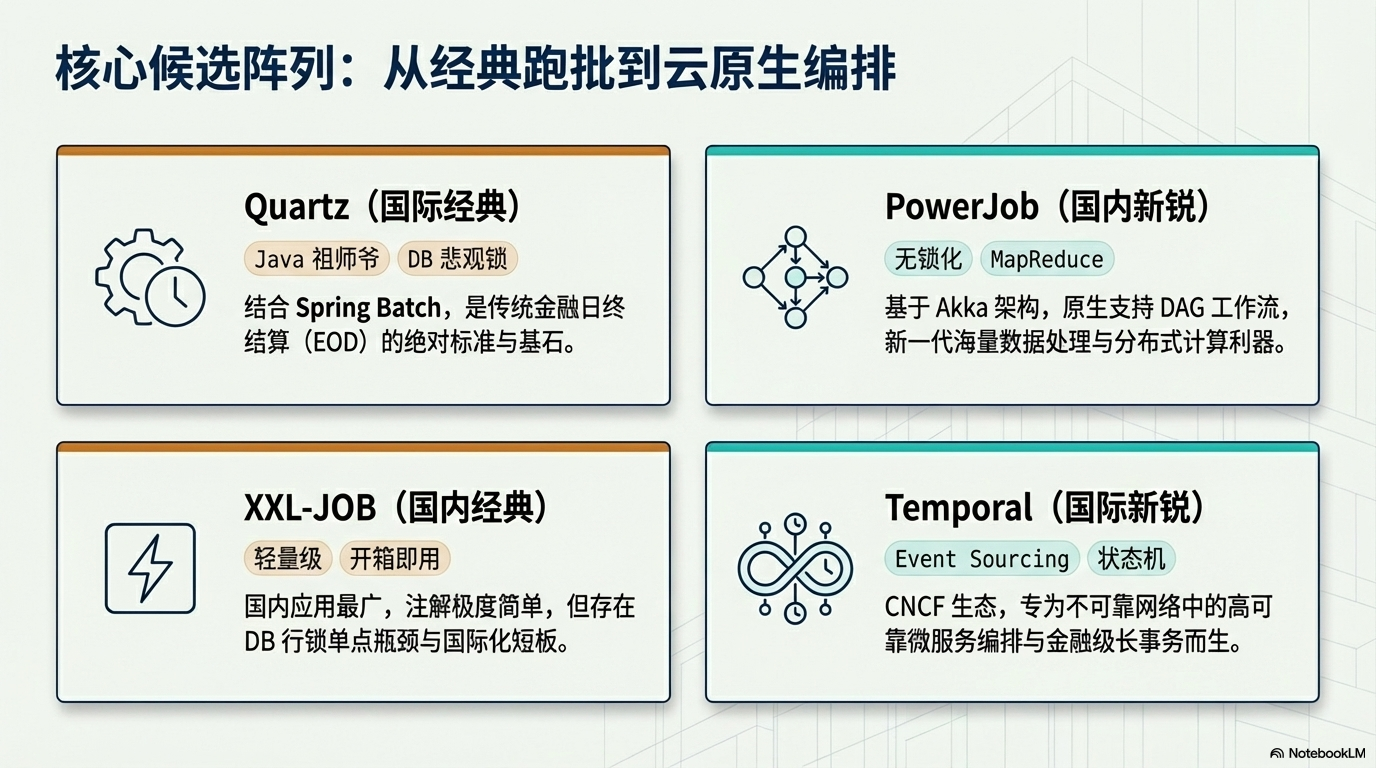 核心候选阵列：从经典跑批到云原生编排
Quartz（国际经典）
Java 祖师爷 DB 悲观锁
结合 Spring Batch，是传统金融日终
结算（EOD）的绝对标准与基石。
PowerJob（国内新锐）
无锁化 MapReduce
基于 Akka 架构，原生支持 DAG 工作流，
新一代海量数据处理与分布式计算利器。
XXL-JOB（国内经典）
轻量级 开箱即用
国内应用最广，注解极度简单，但存在
DB 行锁单点瓶颈与国际化短板。
Temporal（国际新锐）
Event Sourcing 状态机
CNCF 生态，专为不可靠网络中的高可
靠微服务编排与金融级长事务而生。
NotebookLM